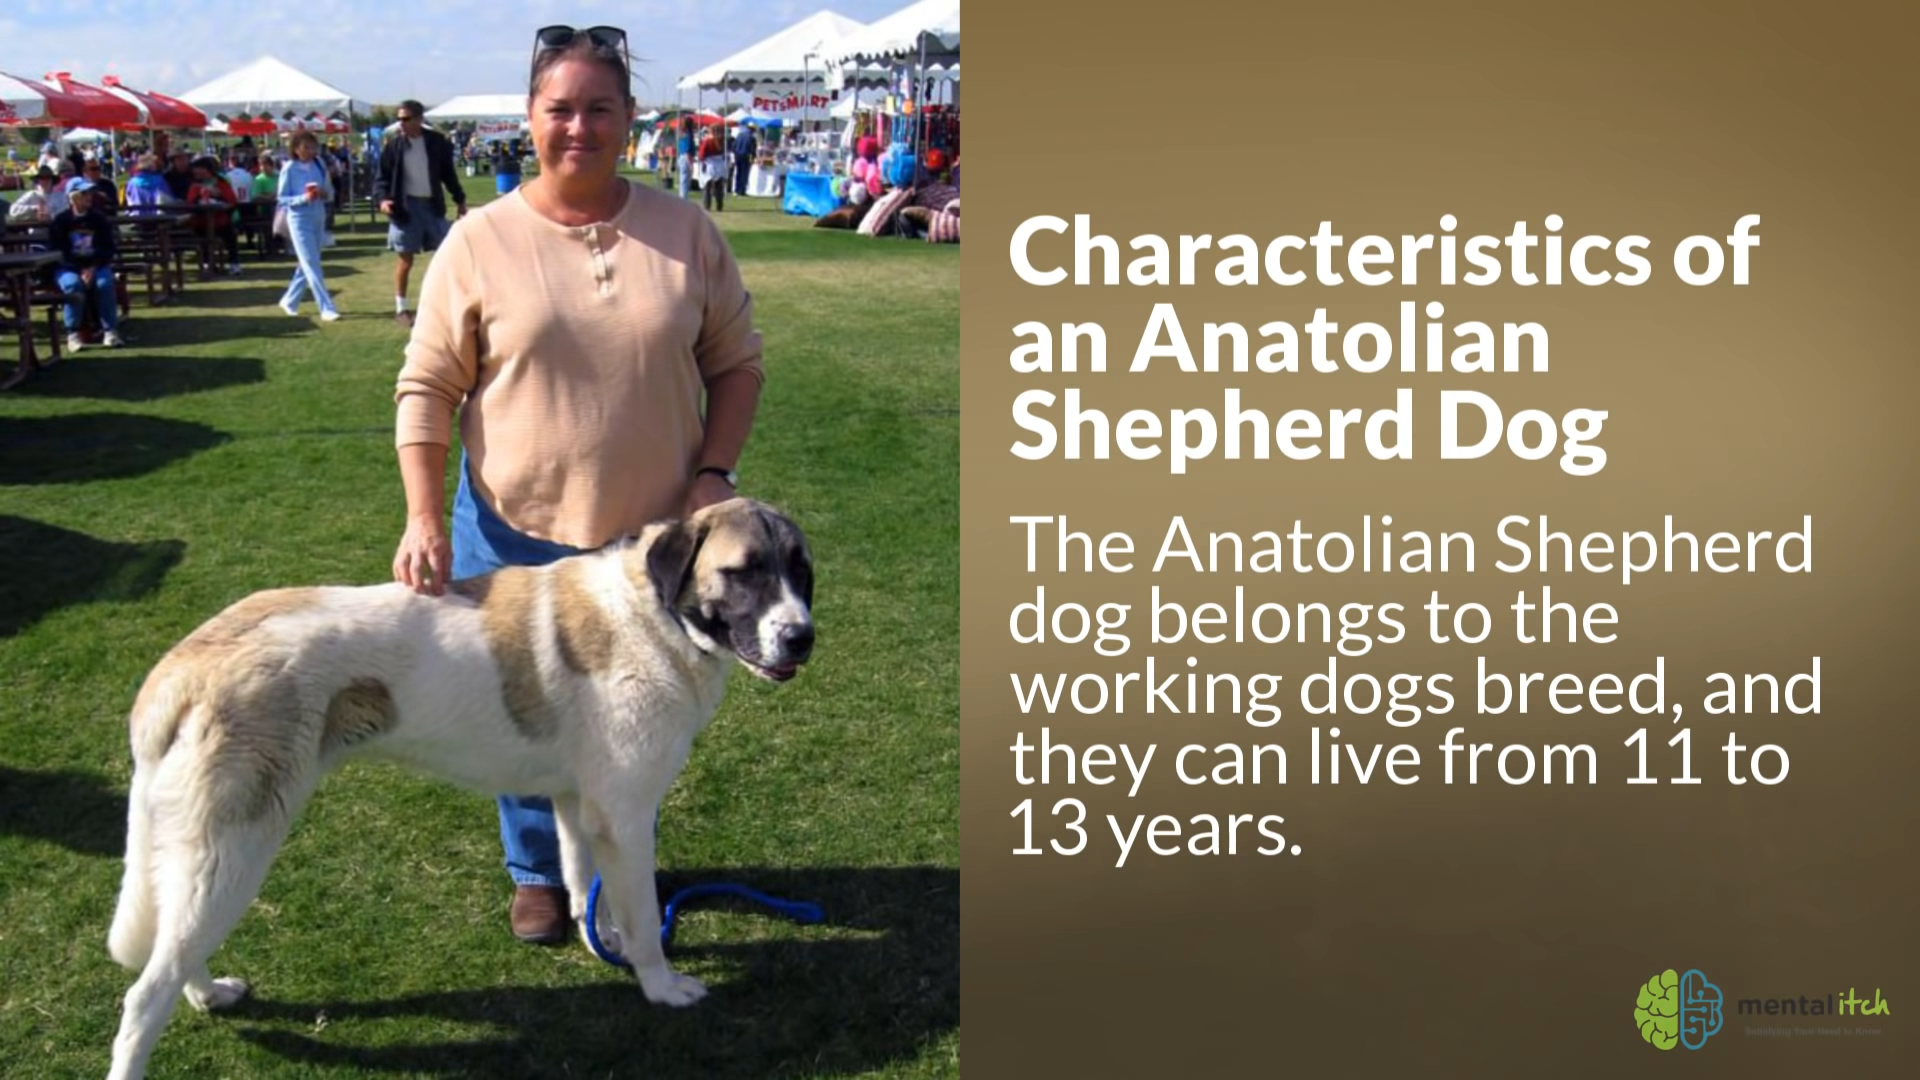 PETSMART
PETSMART
Characteristics of
an Anatolian
Shepherd Dog
The Anatolian Shepherd
dog belongs to the
working dogs breed, and
they can live from 11 to
13 years.
mentalitch